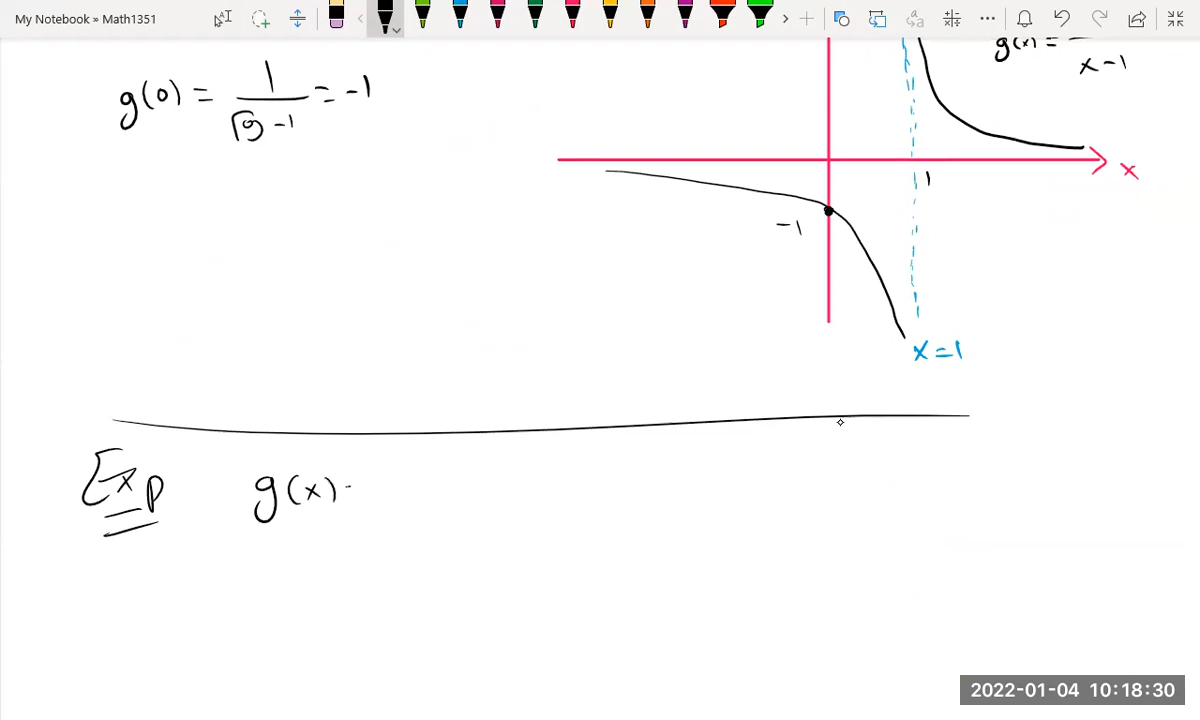 My Notebook » Math1351
g(x) =
x-1
g(0) = 1/(0-1) = -1
x
1
-1
x=1
Exp g(x)-
2022-01-04 10:18:30